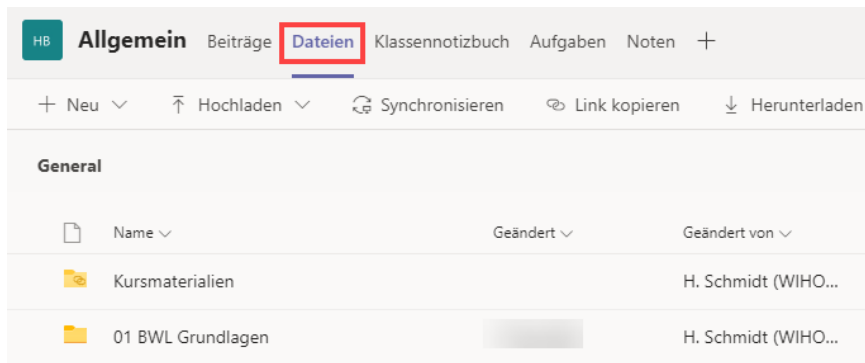 HB Allgemein Beiträge Dateien Klassennotizbuch Aufgaben Noten
Neu Hochladen Synchronisieren Link kopieren Herunterladen
General
Name Geändert Geändert von
Kursmaterialien H. Schmidt (WIHO...
01 BWL Grundlagen H. Schmidt (WIHO...